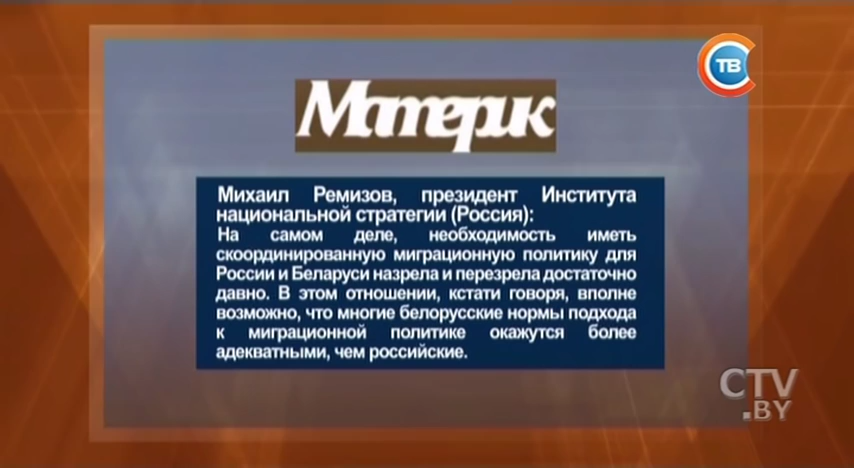 СТВ
Материк
Михаил Ремизов, президент Института
национальной стратегии (Россия):
На самом деле, необходимость иметь
скоординированную миграционную политику для
России и Беларуси назрела и перезрела достаточно
давно. В этом отношении, кстати говоря, вполне
возможно, что многие белорусские нормы подхода
к миграционной политике окажутся более
адекватными, чем российские.
CTV
.BY